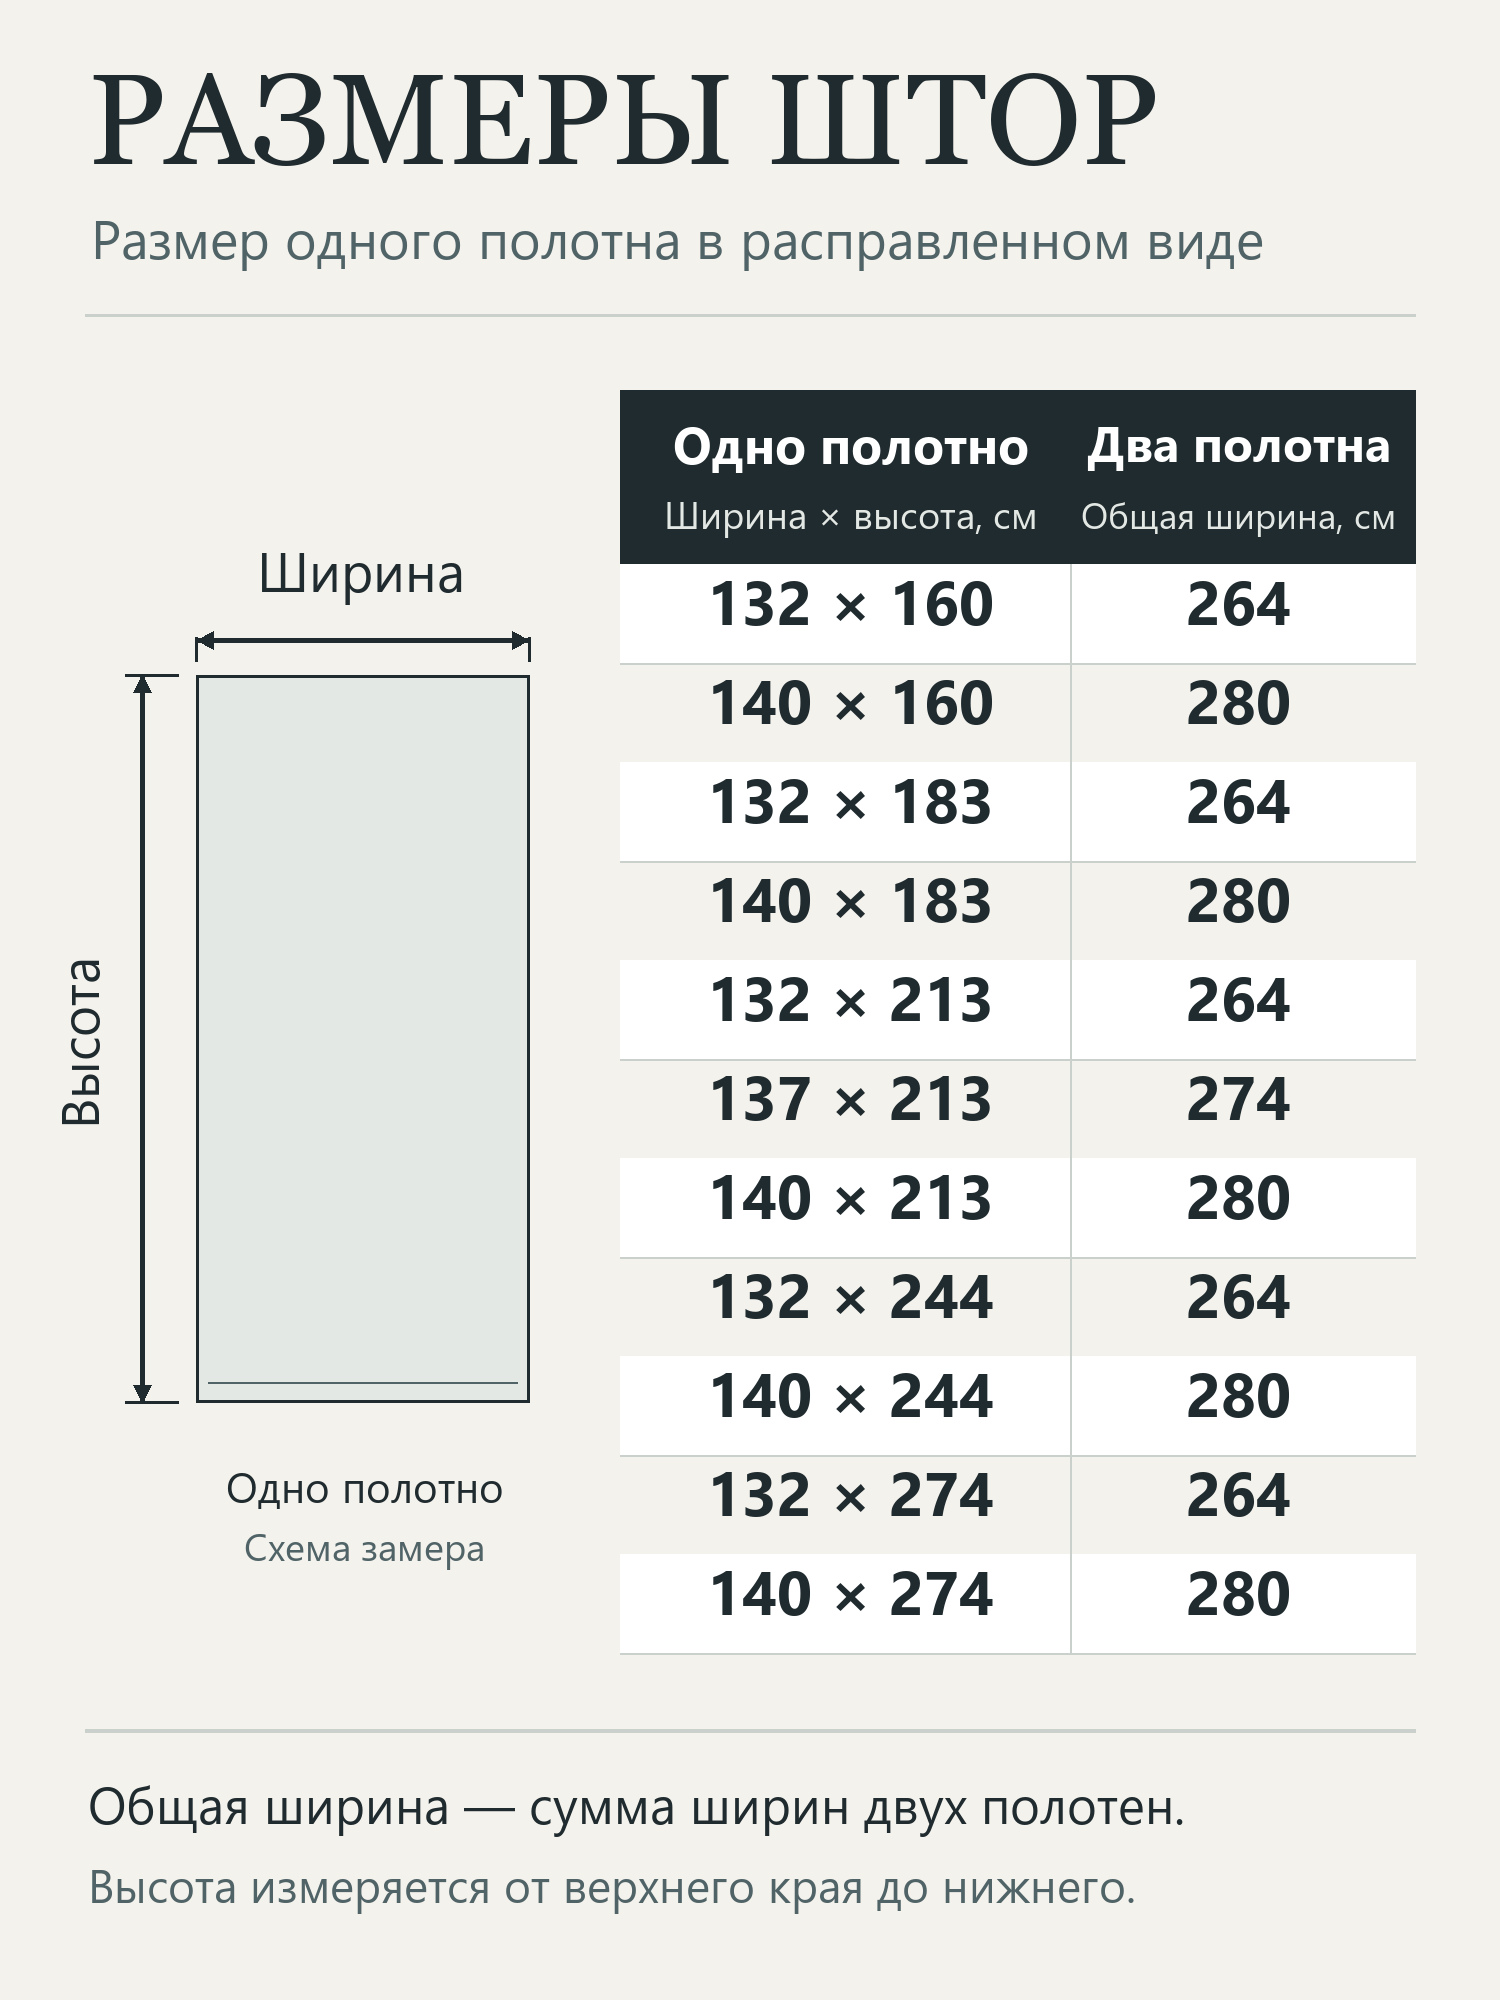 РАЗМЕРЫ ШТОР
Размер одного полотна в расправленном виде
Ширина
Высота
Одно полотно
Схема замера
Одно полотно Два полотна
Ширина × высота, см Общая ширина, см
132 × 160 264
140 × 160 280
132 × 183 264
140 × 183 280
132 × 213 264
137 × 213 274
140 × 213 280
132 × 244 264
140 × 244 280
132 × 274 264
140 × 274 280
Общая ширина — сумма ширин двух полотен.
Высота измеряется от верхнего края до нижнего.